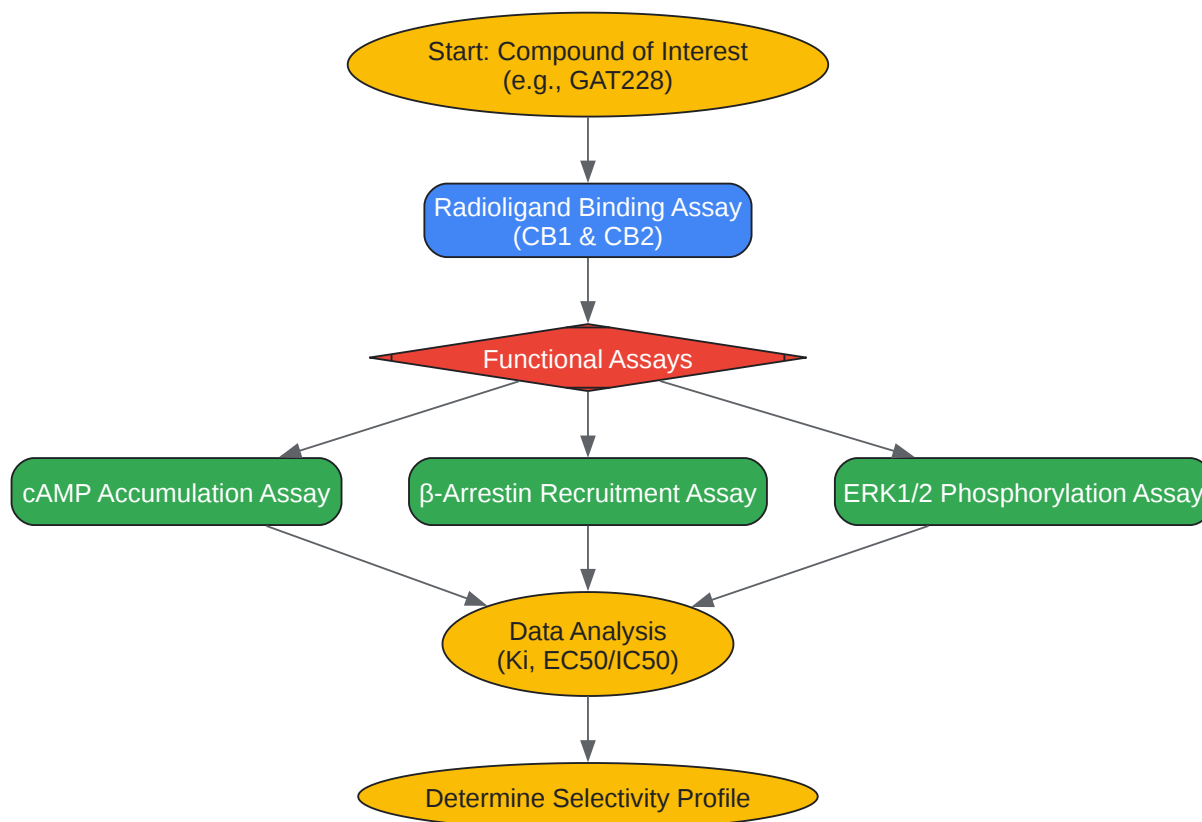 Start: Compound of Interest
(e.g., GAT228)
Radioligand Binding Assay
(CB1 & CB2)
Functional Assays
cAMP Accumulation Assay
β-Arrestin Recruitment Assay
ERK1/2 Phosphorylation Assay
Data Analysis
(Ki, EC50/IC50)
Determine Selectivity Profile